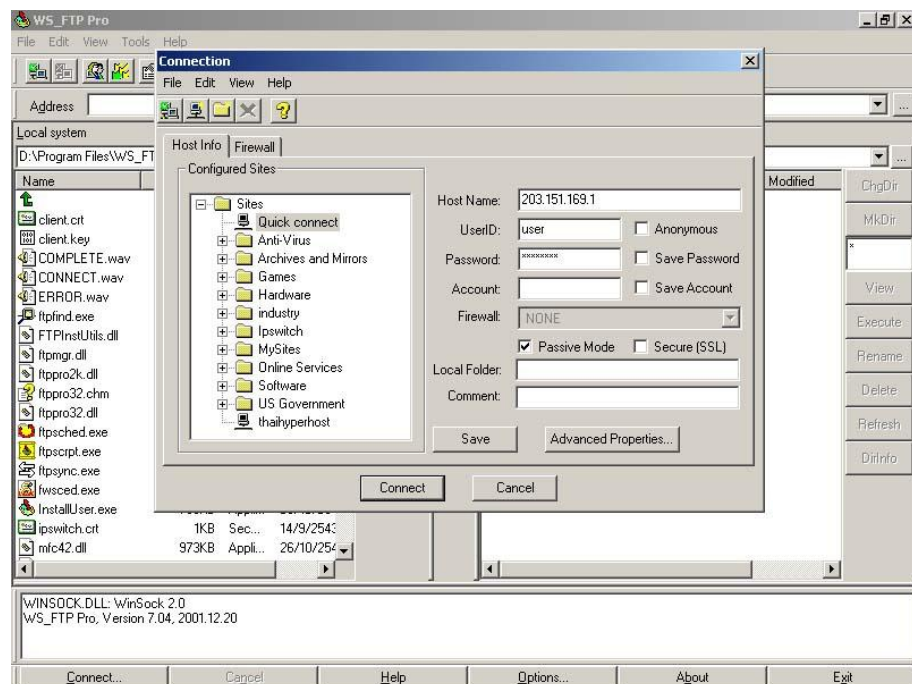 WS_FTP Pro
File Edit View Tools Help
Connection
File Edit View Help
Address
Local system
D:\Program Files\WS_FT
Host Info Firewall
Configured Sites
Name
Modified
client.crt
client.key
COMPLETE.wav
CONNECT.wav
ERROR.wav
ftpfind.exe
FTPInstUtils.dll
ftpmgr.dll
ftppro2k.dll
ftppro32.chm
ftppro32.dll
ftpsched.exe
ftpscrpt.exe
ftpsync.exe
fwsced.exe
InstallUser.exe
ipswitch.crt 1KB Sec... 14/9/2543
mfc42.dll 973KB Appli... 26/10/254
Sites
Quick connect
Anti-Virus
Archives and Mirrors
Games
Hardware
industry
Ipswitch
MySites
Online Services
Software
US Government
thaihyperhost
Host Name: 203.151.169.1
UserID: user Anonymous
Password: xxxxxxxx Save Password
Account: Save Account
Firewall: NONE
Passive Mode Secure (SSL)
Local Folder:
Comment:
Save Advanced Properties...
Connect Cancel
ChgDir
MkDir
*
View
Execute
Rename
Delete
Refresh
DirInfo
WINSOCK.DLL: WinSock 2.0
WS_FTP Pro, Version 7.04, 2001.12.20
Connect... Cancel Help Options... About Exit